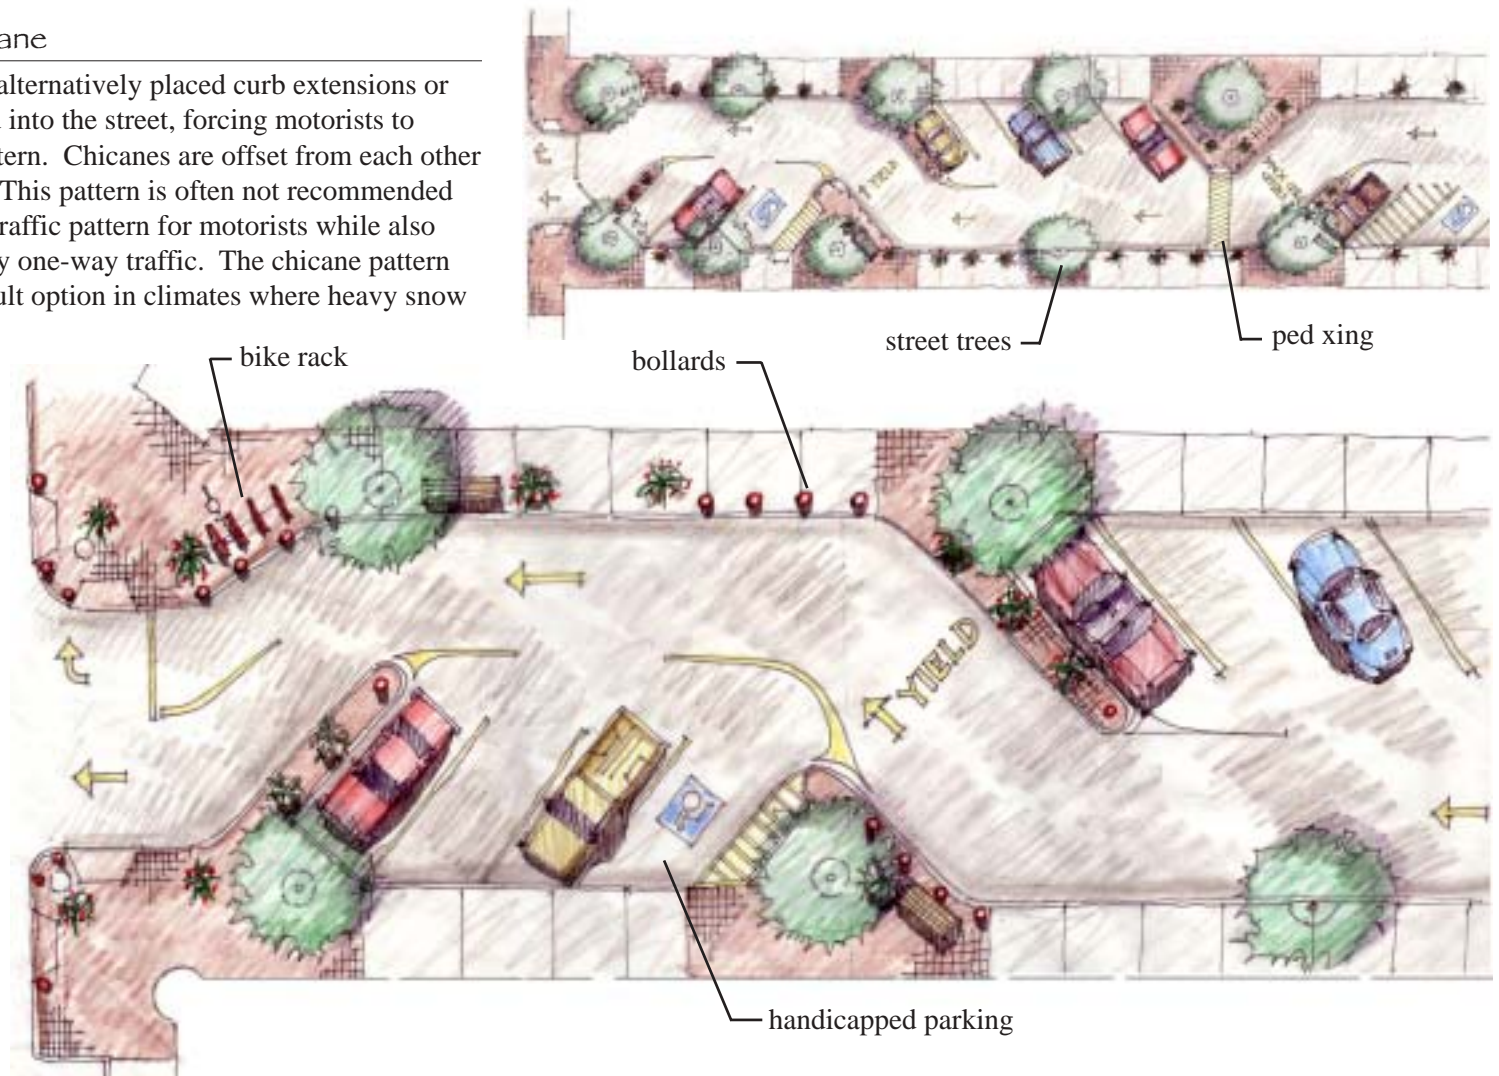 ane
alternatively placed curb extensions or
into the street, forcing motorists to
tern. Chicanes are offset from each other
This pattern is often not recommended
raffic pattern for motorists while also
y one-way traffic. The chicane pattern
ult option in climates where heavy snow
YIELD
street trees
ped xing
bike rack
bollards
YIELD
handicapped parking